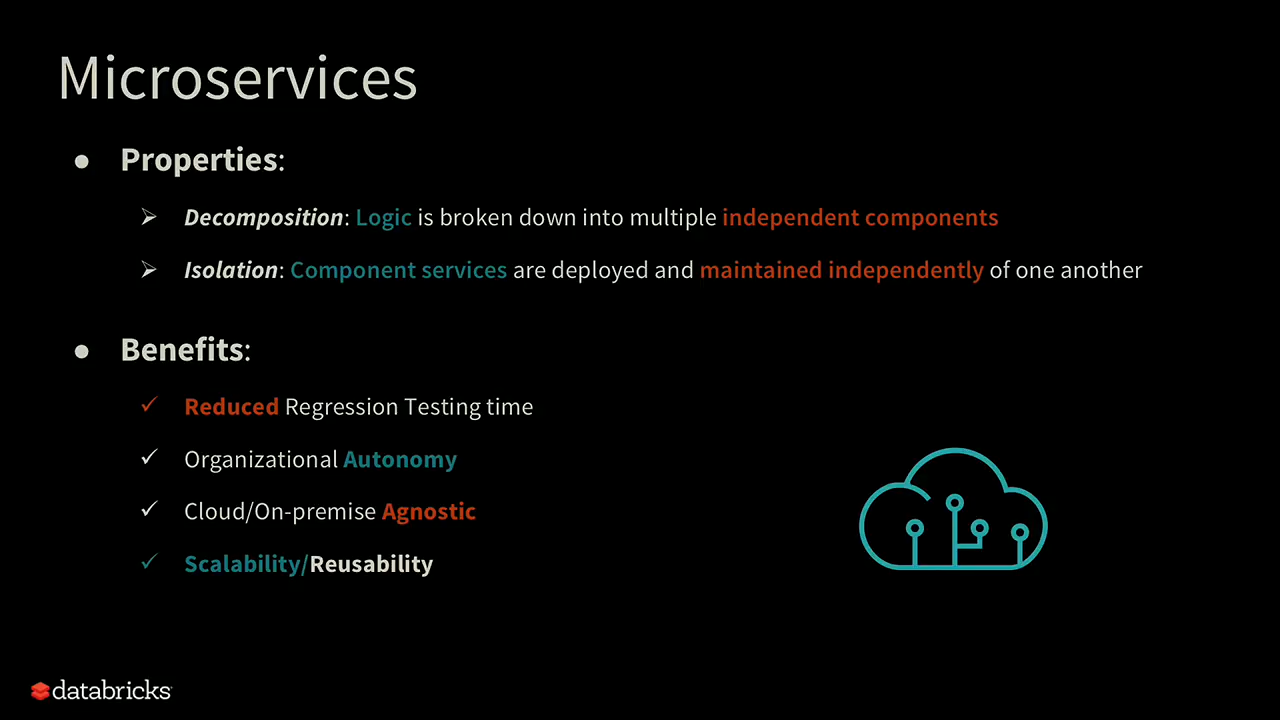 Microservices
● Properties:
➢ Decomposition: Logic is broken down into multiple independent components
➢ Isolation: Component services are deployed and maintained independently of one another
● Benefits:
✓ Reduced Regression Testing time
✓ Organizational Autonomy
✓ Cloud/On-premise Agnostic
✓ Scalability/Reusability
databricks